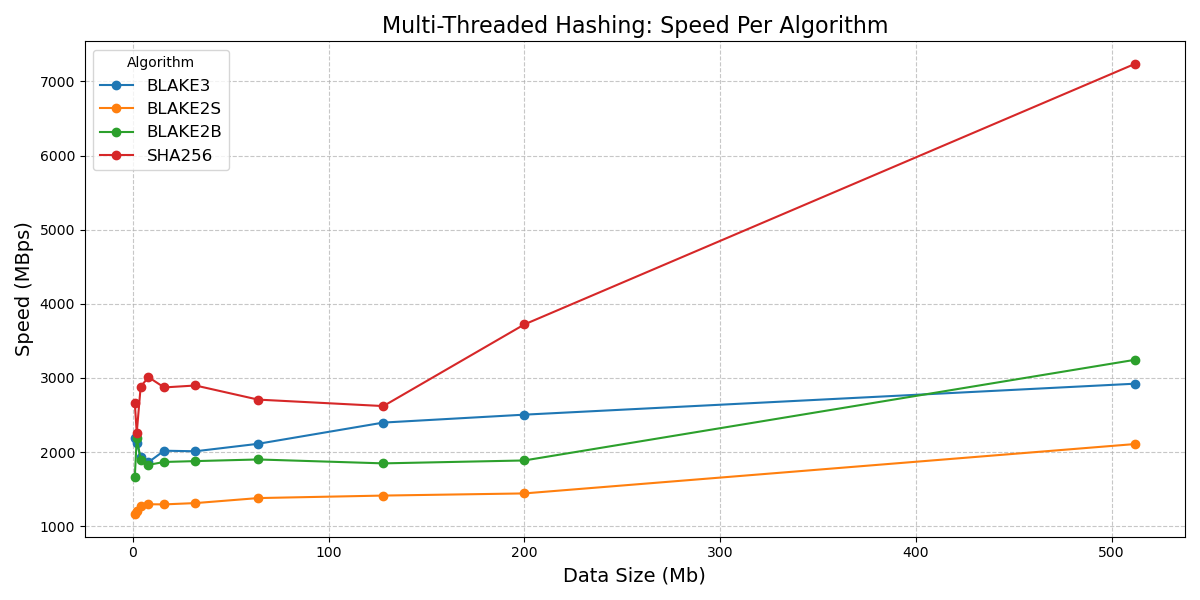 Multi-Threaded Hashing: Speed Per Algorithm
Algorithm
BLAKE3
BLAKE2S
BLAKE2B
SHA256
Speed (MBps)
7000
6000
5000
4000
3000
2000
1000
0 100 200 300 400 500
Data Size (Mb)